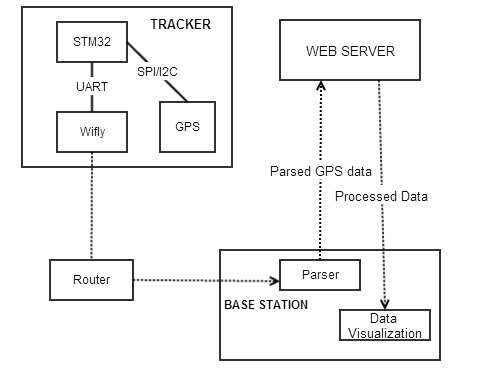 TRACKER
STM32
SPI/I2C
UART
Wifly
GPS
WEB SERVER
Parsed GPS data
Processed Data
Router
Parser
BASE STATION
Data
Visualization